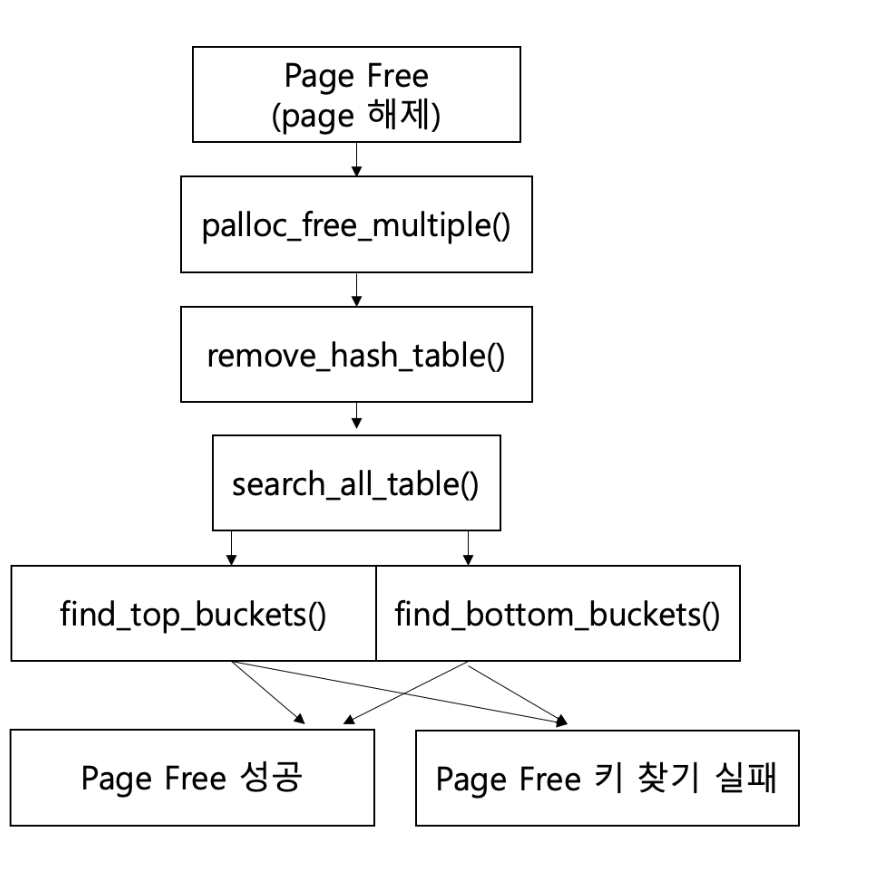 Page Free
(page 해제)
palloc_free_multiple()
remove_hash_table()
search_all_table()
find_top_buckets()
find_bottom_buckets()
Page Free 성공
Page Free 키 찾기 실패